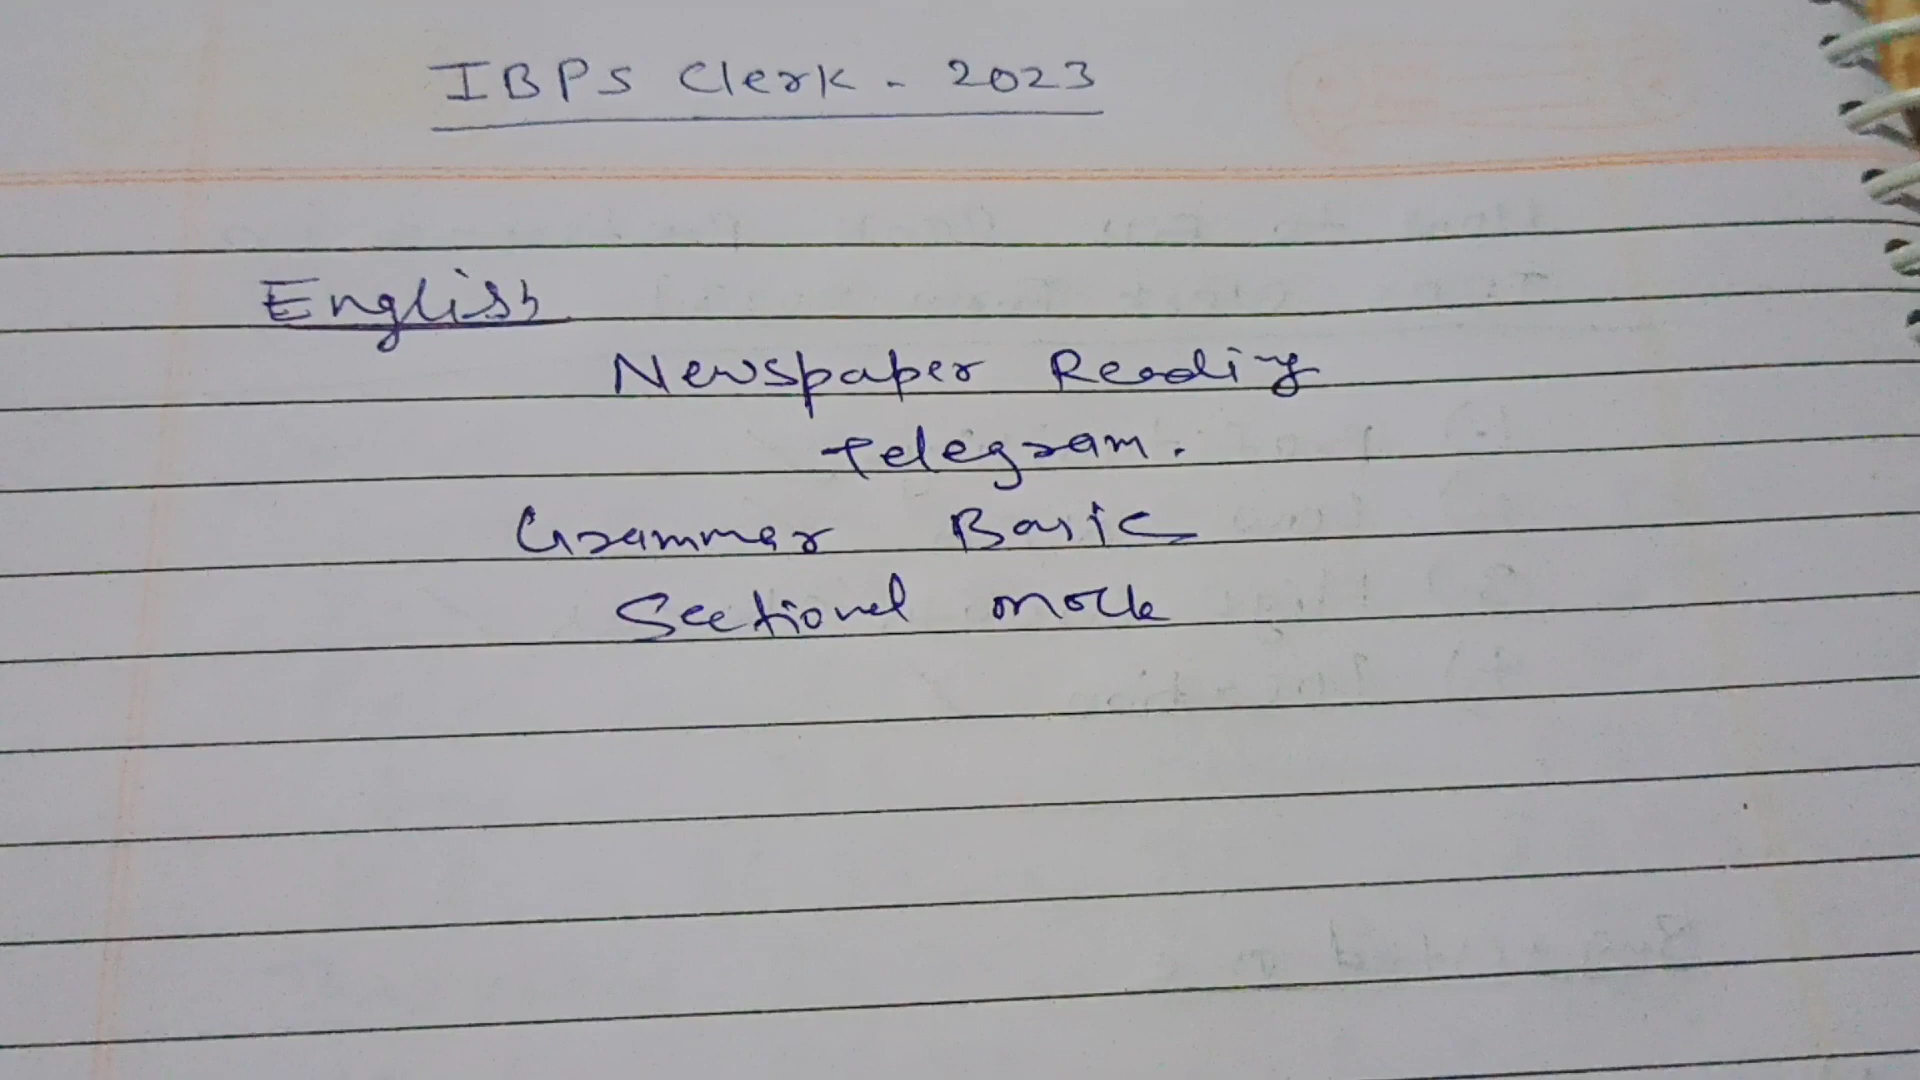 IBPS Clerk - 2023
English
Newspaper Reading
Telegram.
Grammar Basic
Sectional mock